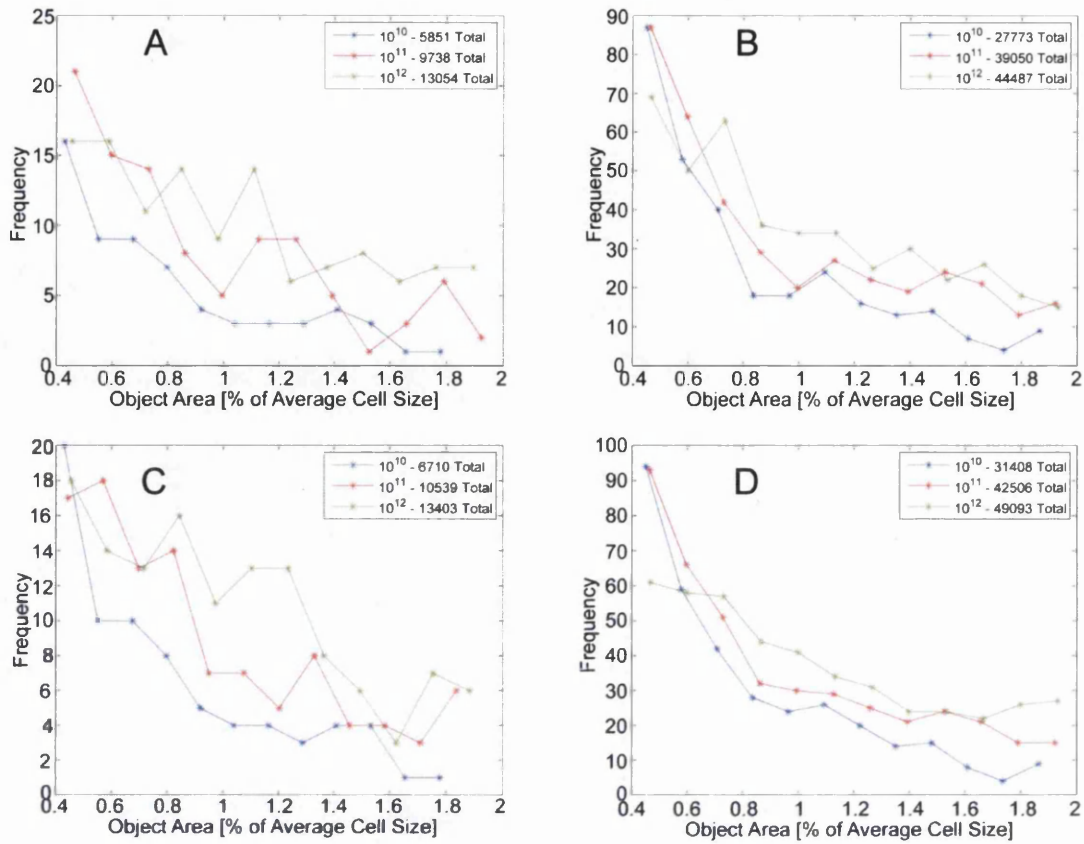 A
10^10 - 5851 Total
10^11 - 9738 Total
10^12 - 13054 Total
Frequency
25
20
15
10
5
0
0.4 0.6 0.8 1 1.2 1.4 1.6 1.8 2
Object Area [% of Average Cell Size]
B
10^10 - 27773 Total
10^11 - 39050 Total
10^12 - 44487 Total
Frequency
90
80
70
60
50
40
30
20
10
0
0.4 0.6 0.8 1 1.2 1.4 1.6 1.8 2
Object Area [% of Average Cell Size]
C
10^10 - 6710 Total
10^11 - 10539 Total
10^12 - 13403 Total
Frequency
20
18
16
14
12
10
8
6
4
2
0
0.4 0.6 0.8 1 1.2 1.4 1.6 1.8 2
Object Area [% of Average Cell Size]
D
10^10 - 31408 Total
10^11 - 42506 Total
10^12 - 49093 Total
Frequency
100
90
80
70
60
50
40
30
20
10
0
0.4 0.6 0.8 1 1.2 1.4 1.6 1.8 2
Object Area [% of Average Cell Size]